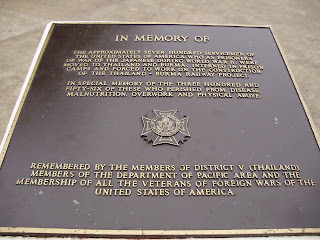 IN MEMORY OF
THE APPROXIMATELY SEVEN HUNDRED SERVICEMEN OF
THE UNITED STATES OF AMERICA WHO, AS PRISONERS
OF WAR OF THE JAPANESE DURING WORLD WAR II, WERE
MOVED TO THAILAND AND BURMA, INTERNED IN PRISON
CAMPS AND FORCED TO WORK ON THE CONSTRUCTION
OF THE THAILAND - BURMA RAILWAY PROJECT.
IN SPECIAL MEMORY OF THE THREE HUNDRED AND
FIFTY-SIX OF THESE WHO PERISHED FROM DISEASE
MALNUTRITION, OVERWORK AND PHYSICAL ABUSE
REMEMBERED BY THE MEMBERS OF DISTRICT V (THAILAND)
MEMBERS OF THE DEPARTMENT OF PACIFIC AREA AND THE
MEMBERSHIP OF ALL THE VETERANS OF FOREIGN WARS OF THE
UNITED STATES OF AMERICA